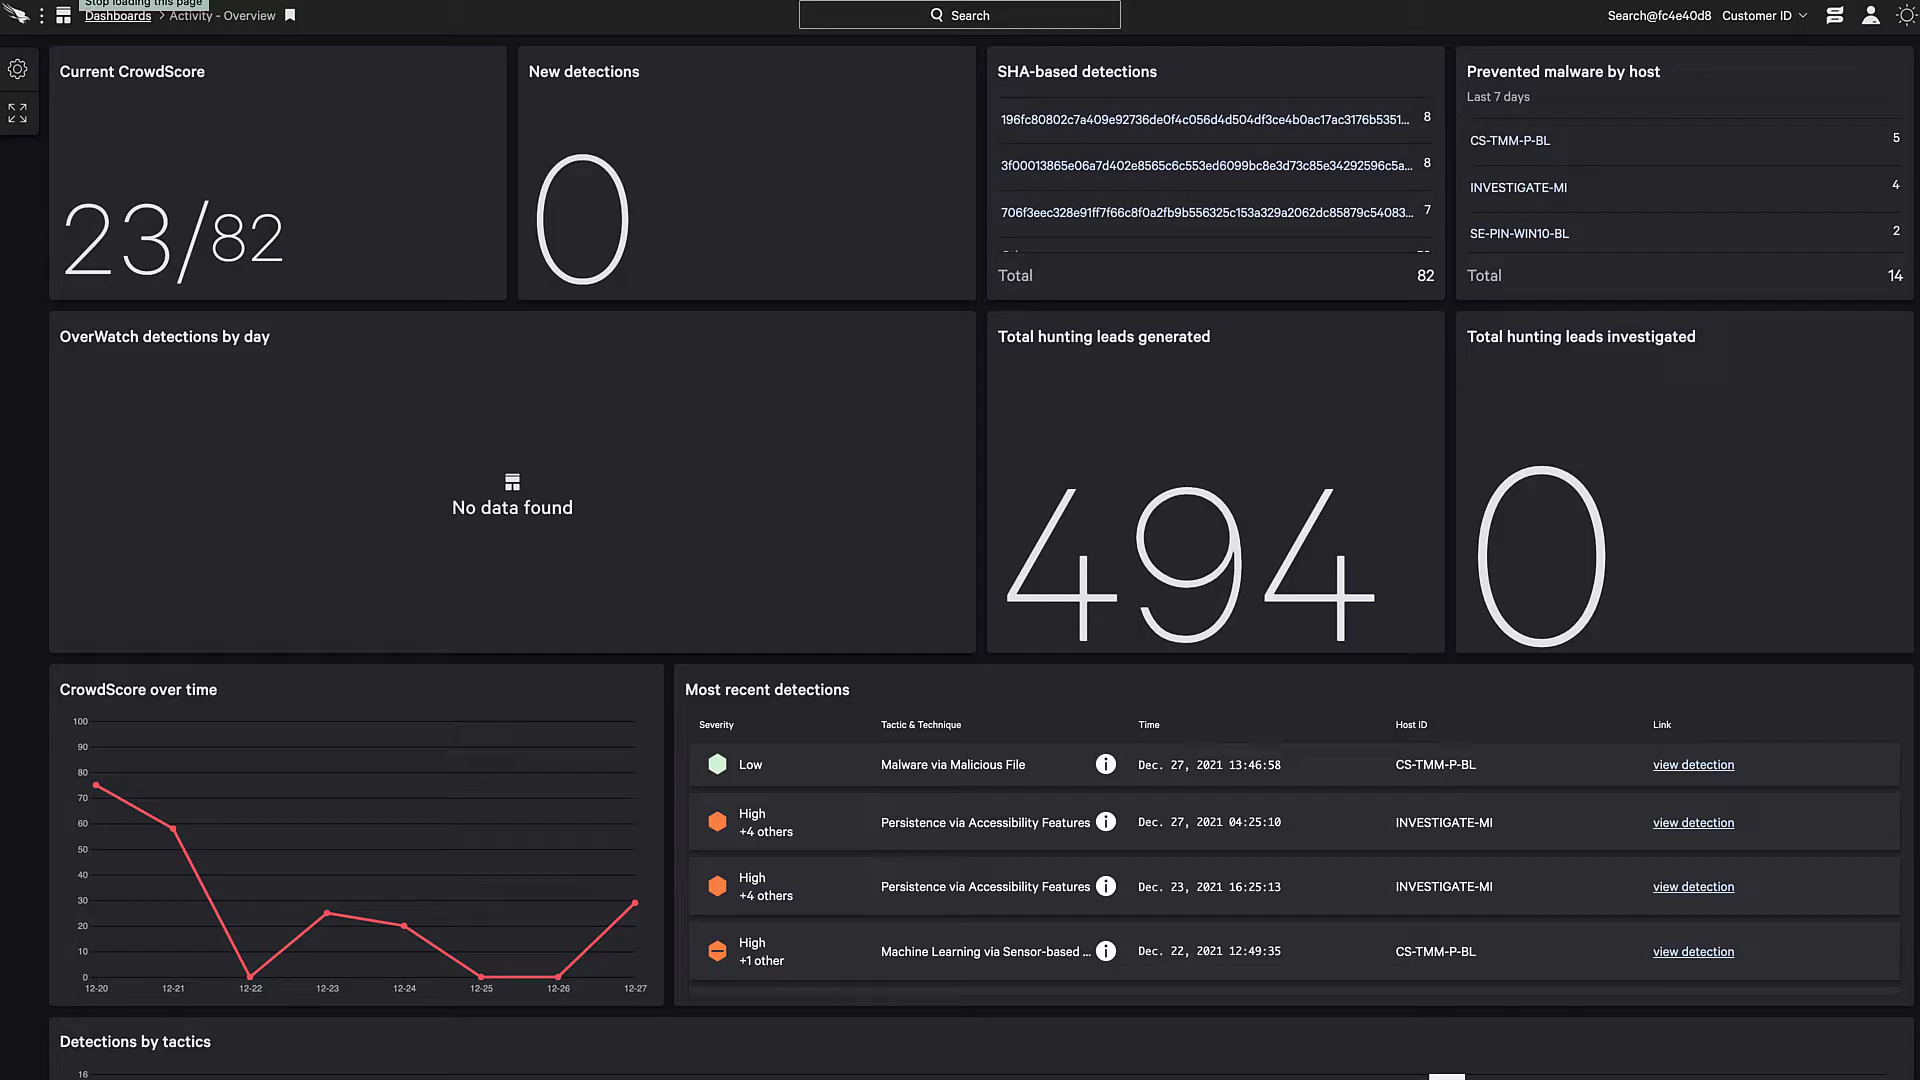 Stop loading this page
Dashboards > Activity - Overview
Search
Search@fc4e40d8 Customer ID
Current CrowdScore
23/82
New detections
0
SHA-based detections
196fc80802c7a409e92736de0f4c056d4d504df3ce4b0ac17ac3176b5351... 8
3f00013865e06a7d402e8565c6c553ed6099bc8e3d73c85e34292596c5a... 8
706f3eec328e91ff7f66c8f0a2fb9b556325c153a329a2062dc85879c54083... 7
Total 82
Prevented malware by host
Last 7 days
CS-TMM-P-BL 5
INVESTIGATE-MI 4
SE-PIN-WIN10-BL 2
Total 14
OverWatch detections by day
No data found
Total hunting leads generated
494
Total hunting leads investigated
0
CrowdScore over time
100
90
80
70
60
50
40
30
20
10
0
12-20 12-21 12-22 12-23 12-24 12-25 12-26 12-27
Most recent detections
Severity Tactic & Technique Time Host ID Link
Low Malware via Malicious File Dec. 27, 2021 13:46:58 CS-TMM-P-BL view detection
High
+4 others Persistence via Accessibility Features Dec. 27, 2021 04:25:10 INVESTIGATE-MI view detection
High
+4 others Persistence via Accessibility Features Dec. 23, 2021 16:25:13 INVESTIGATE-MI view detection
High
+1 other Machine Learning via Sensor-based ... Dec. 22, 2021 12:49:35 CS-TMM-P-BL view detection
Detections by tactics
16